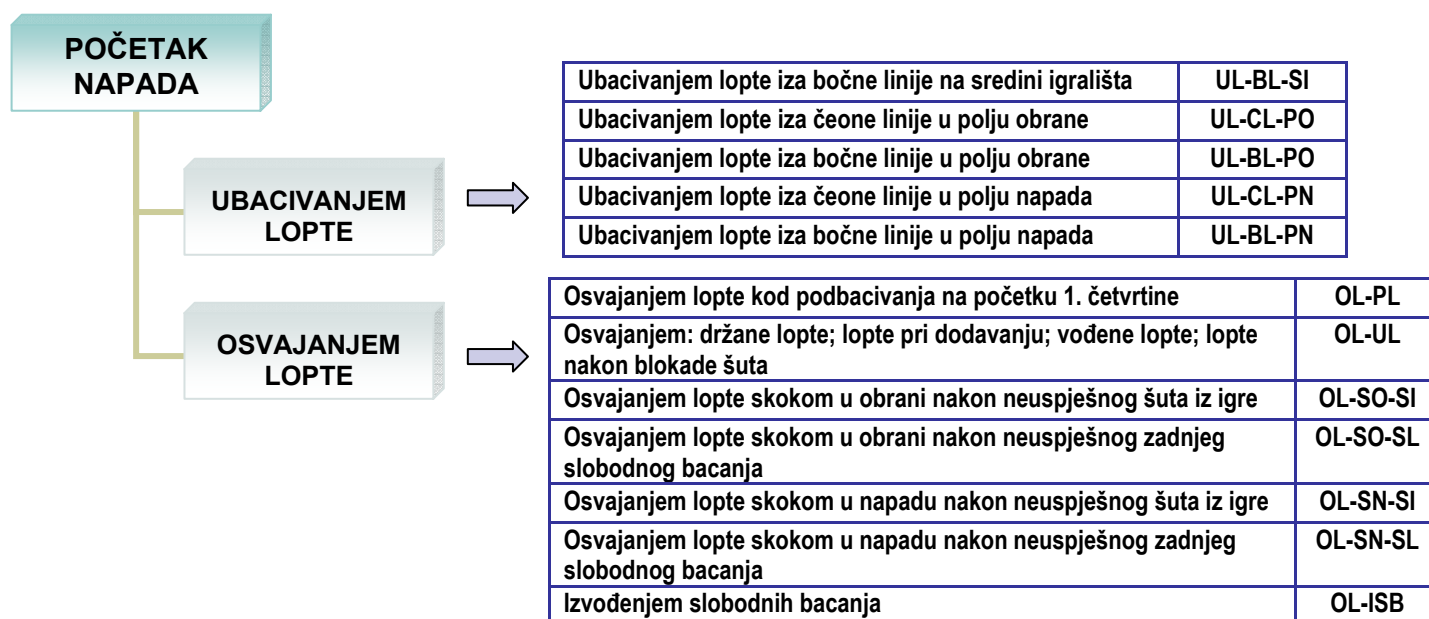 POČETAK
NAPADA
UBACIVANJEM
LOPTE
Ubacivanjem lopte iza bočne linije na sredini igrališta UL-BL-SI
Ubacivanjem lopte iza čeone linije u polju obrane UL-CL-PO
Ubacivanjem lopte iza bočne linije u polju obrane UL-BL-PO
Ubacivanjem lopte iza čeone linije u polju napada UL-CL-PN
Ubacivanjem lopte iza bočne linije u polju napada UL-BL-PN
OSVAJANJEM
LOPTE
Osvajanjem lopte kod podbacivanja na početku 1. četvrtine OL-PL
Osvajanjem: držane lopte; lopte pri dodavanju; vođene lopte; lopte OL-UL
nakon blokade šuta
Osvajanjem lopte skokom u obrani nakon neuspješnog šuta iz igre OL-SO-SI
Osvajanjem lopte skokom u obrani nakon neuspješnog zadnjeg OL-SO-SL
slobodnog bacanja
Osvajanjem lopte skokom u napadu nakon neuspješnog šuta iz igre OL-SN-SI
Osvajanjem lopte skokom u napadu nakon neuspješnog zadnjeg OL-SN-SL
slobodnog bacanja
Izvođenjem slobodnih bacanja OL-ISB